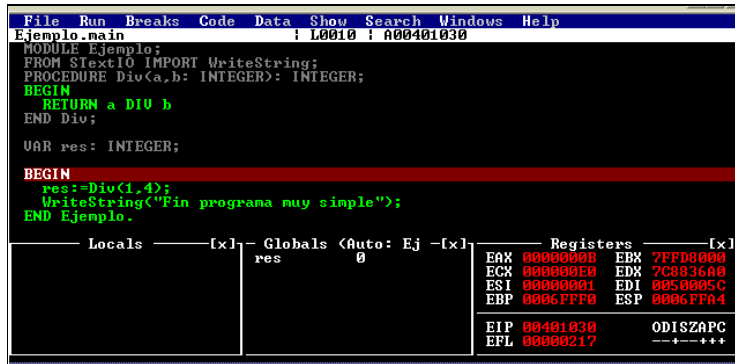 File Run Breaks Code Data Show Search Windows Help
Ejemplo.main ¦ L0010 ¦ A00401030
MODULE Ejemplo;
FROM STextIO IMPORT WriteString;
PROCEDURE Div(a,b: INTEGER): INTEGER;
BEGIN
RETURN a DIV b
END Div;
VAR res: INTEGER;
BEGIN
res:=Div(1,4);
WriteString("Fin programa muy simple");
END Ejemplo.
Locals [x]
Globals (Auto: Ej [x]
res 0
Registers [x]
EAX 0000000B EBX 7FFD8000
ECX 000000E0 EDX 7C8836A0
ESI 00000001 EDI 0050005C
EBP 0006FFF0 ESP 0006FFA4
EIP 00401030 ODISZAPC
EFL 00000217 --+--+++